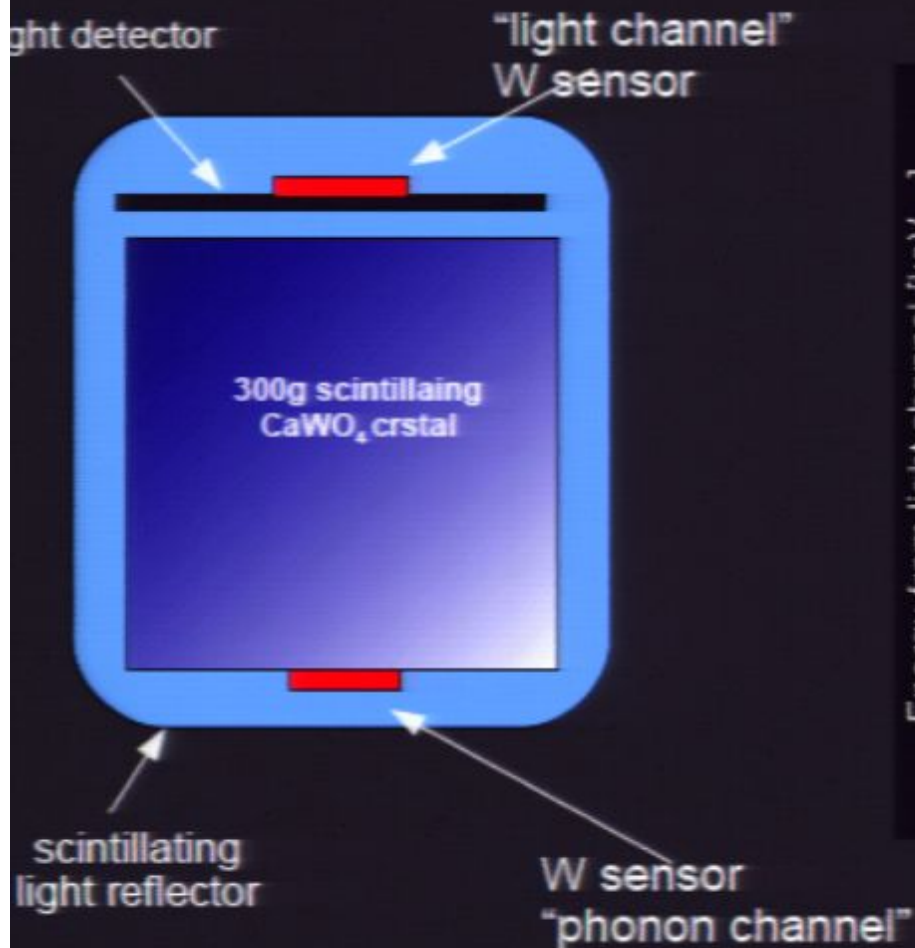 ght detector
“light channel”
W sensor
300g scintillaing
CaWO₄ crstal
scintillating
light reflector
W sensor
“phonon channel”